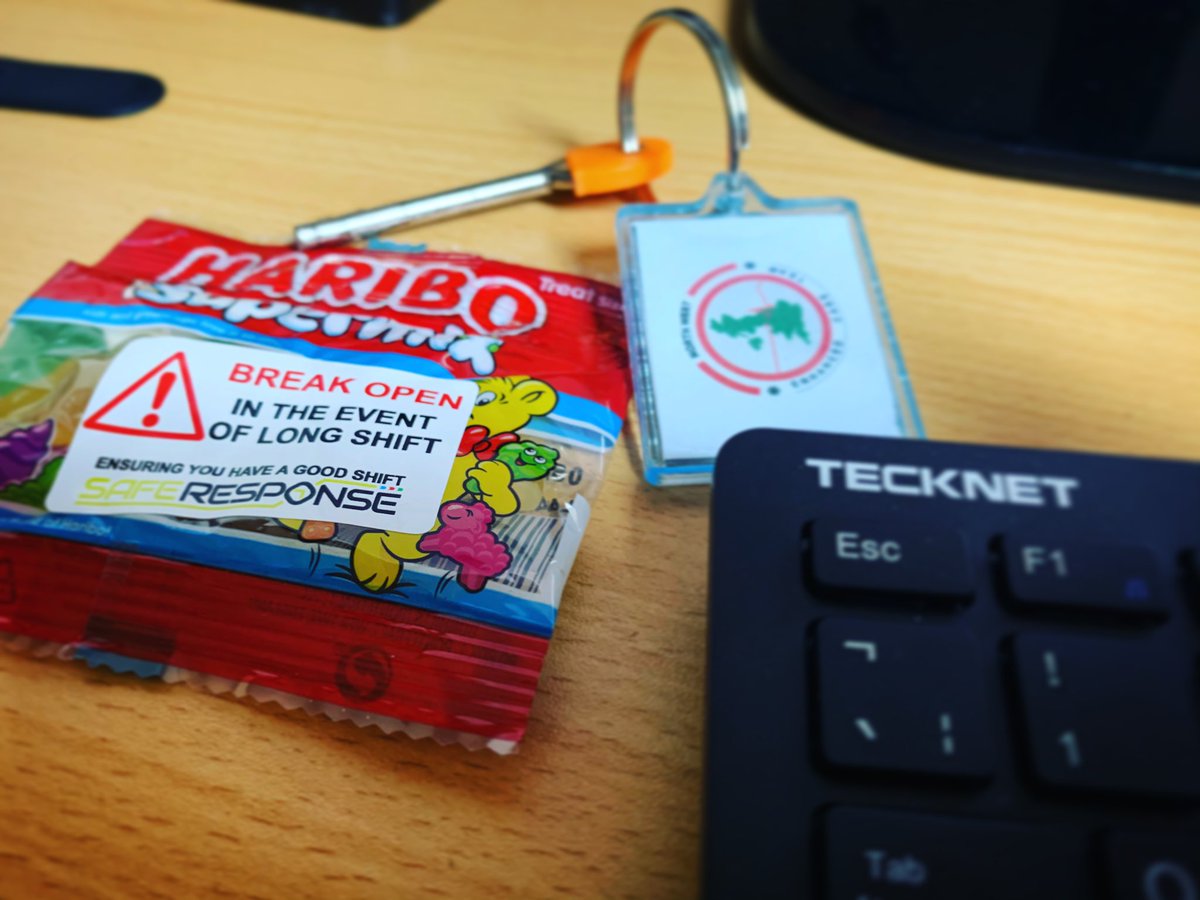 HARIBO
Supermix
BREAK OPEN
IN THE EVENT
OF LONG SHIFT
ENSURING YOU HAVE A GOOD SHIFT
SAFERESPONSE
Treat
TECKNET
Esc
F1
¬
` ¦
!
1
Tab